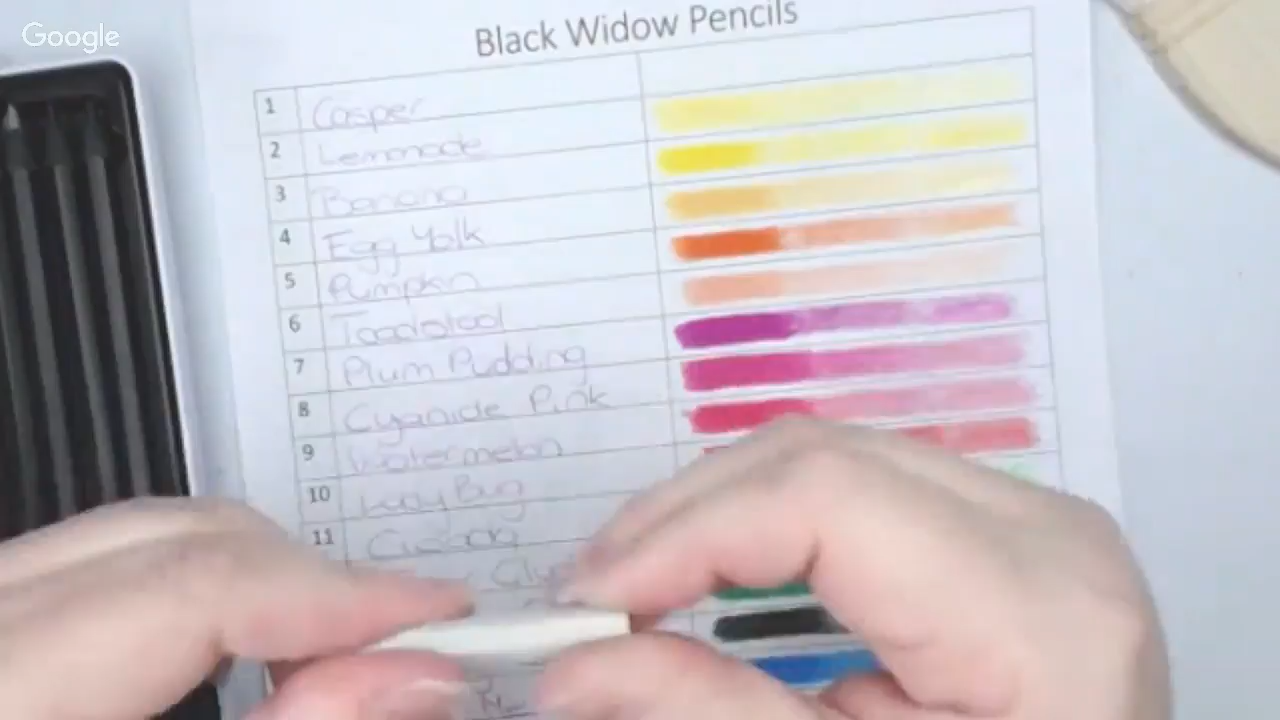 Google
Black Widow Pencils
1 Casper
2 Lemonade
3 Banana
4 Egg Yolk
5 Pumpkin
6 Toadstool
7 Plum Pudding
8 Cyanide Pink
9 Watermelon
10 Lady Bug
11